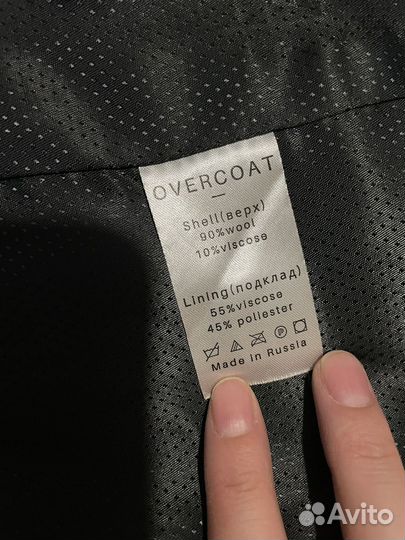 OVERCOAT
Shell(верх)
90%wool
10%viscose
Lining(подклад)
55%viscose
45% poliester
Made in Russia
Avito